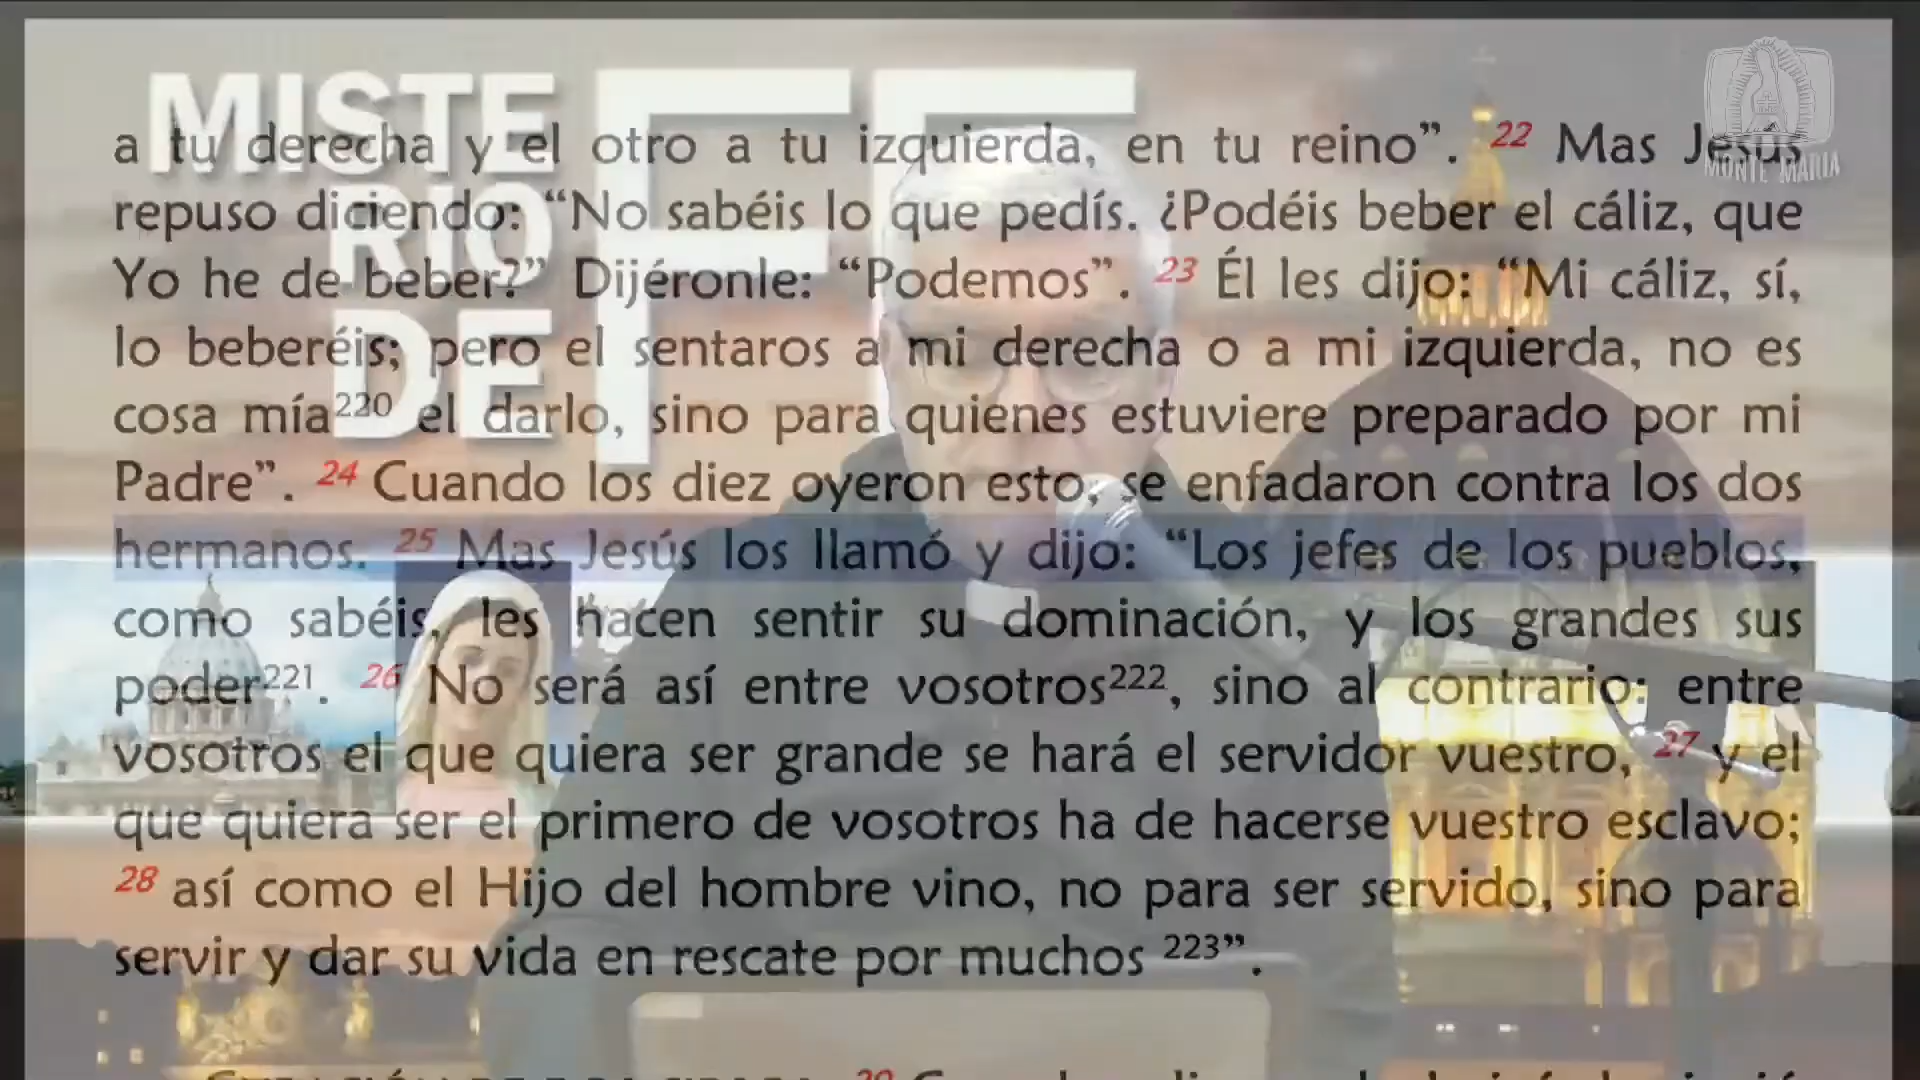 MISTE
RIO
DE
FE
MONTE MARIA
a tu derecha y el otro a tu izquierda, en tu reino”. 22 Mas Jesús
repuso diciendo: “No sabéis lo que pedís. ¿Podéis beber el cáliz, que
Yo he de beber?” Dijéronle: “Podemos”. 23 Él les dijo: “Mi cáliz, sí,
lo beberéis; pero el sentaros a mi derecha o a mi izquierda, no es
cosa mía220 el darlo, sino para quienes estuviere preparado por mi
Padre”. 24 Cuando los diez oyeron esto, se enfadaron contra los dos
hermanos. 25 Mas Jesús los llamó y dijo: “Los jefes de los pueblos,
como sabéis, les hacen sentir su dominación, y los grandes sus
poder221. 26 No será así entre vosotros222, sino al contrario: entre
vosotros el que quiera ser grande se hará el servidor vuestro, 27 y el
que quiera ser el primero de vosotros ha de hacerse vuestro esclavo;
28 así como el Hijo del hombre vino, no para ser servido, sino para
servir y dar su vida en rescate por muchos 223”.